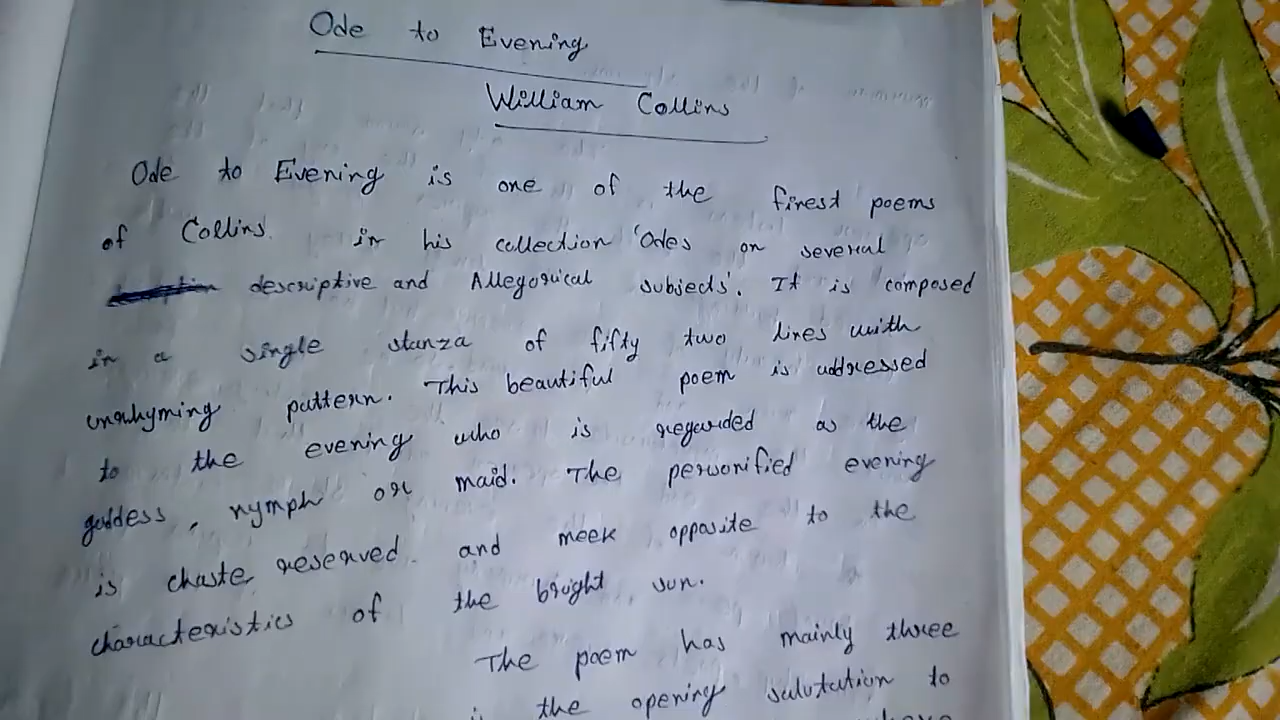 Ode to Evening
William Collins
Ode to Evening is one of the finest poems
of Collins. in his collection 'Odes on several
descriptive and Allegorical subjects'. It is composed
in a single stanza of fifty two lines with
unrhyming pattern. This beautiful poem is addressed
to the evening who is regarded as the
goddess, nymph or maid. The personified evening
is chaste, reserved and meek opposite to the
characteristics of the bright sun.
The poem has mainly three
the opening salutation to